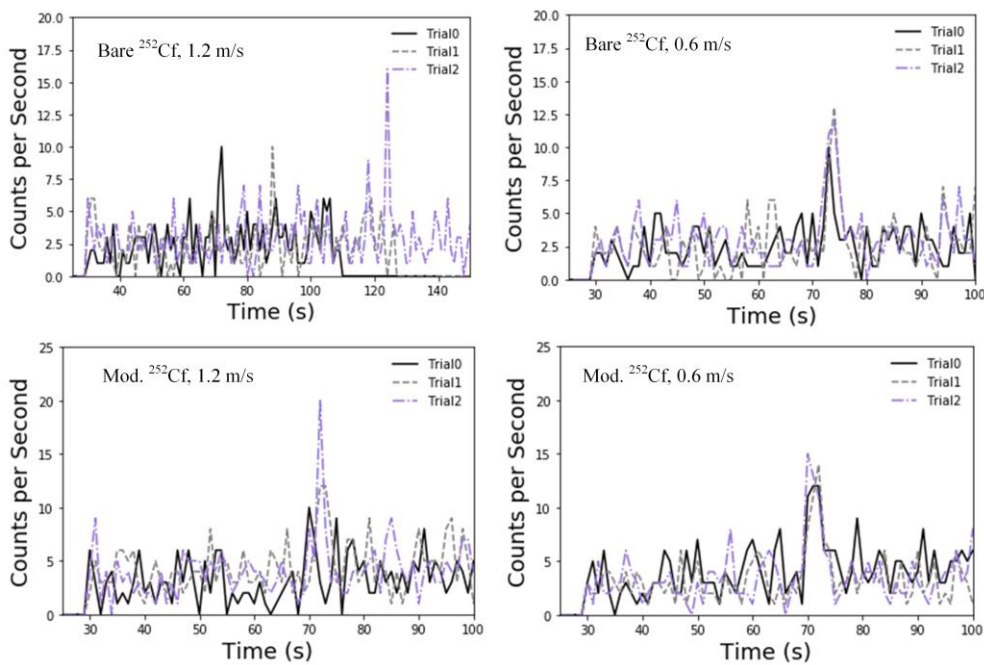 Bare ²⁵²Cf, 1.2 m/s
Trial0
Trial1
Trial2
20.0
17.5
15.0
12.5
10.0
7.5
5.0
2.5
0.0
Counts per Second
40 60 80 100 120 140
Time (s)
Bare ²⁵²Cf, 0.6 m/s
Trial0
Trial1
Trial2
20.0
17.5
15.0
12.5
10.0
7.5
5.0
2.5
0.0
Counts per Second
30 40 50 60 70 80 90 100
Time (s)
Mod. ²⁵²Cf, 1.2 m/s
Trial0
Trial1
Trial2
25
20
15
10
5
0
Counts per Second
30 40 50 60 70 80 90 100
Time (s)
Mod. ²⁵²Cf, 0.6 m/s
Trial0
Trial1
Trial2
25
20
15
10
5
0
Counts per Second
30 40 50 60 70 80 90 100
Time (s)